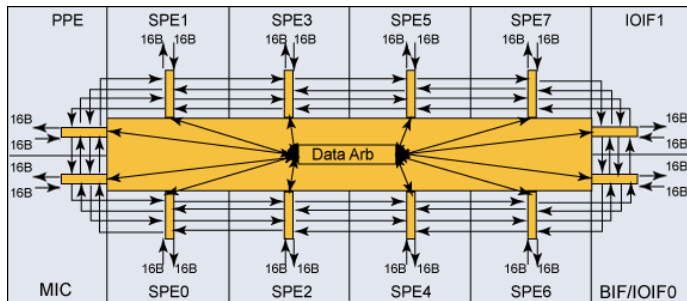 PPE SPE1 SPE3 SPE5 SPE7 IOIF1
16B 16B 16B 16B 16B 16B 16B 16B
16B 16B
16B 16B
Data Arb
16B 16B
16B 16B
16B 16B 16B 16B 16B 16B 16B 16B
MIC SPE0 SPE2 SPE4 SPE6 BIF/IOIF0